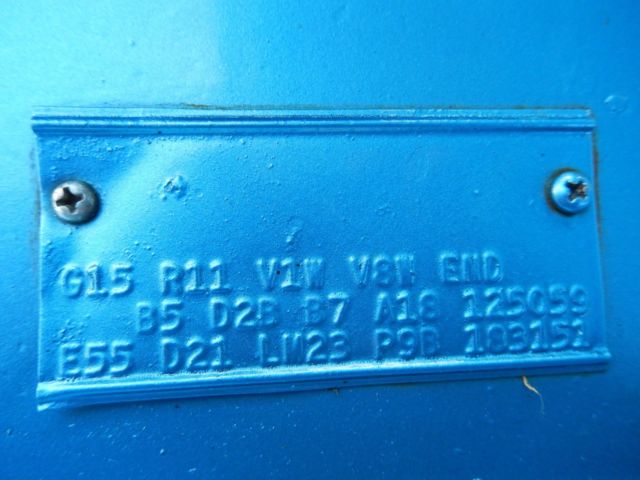 G15 R11 V1W V8W END
B5 D2B B7 A18 125059
E55 D21 LM23 P9B 183151